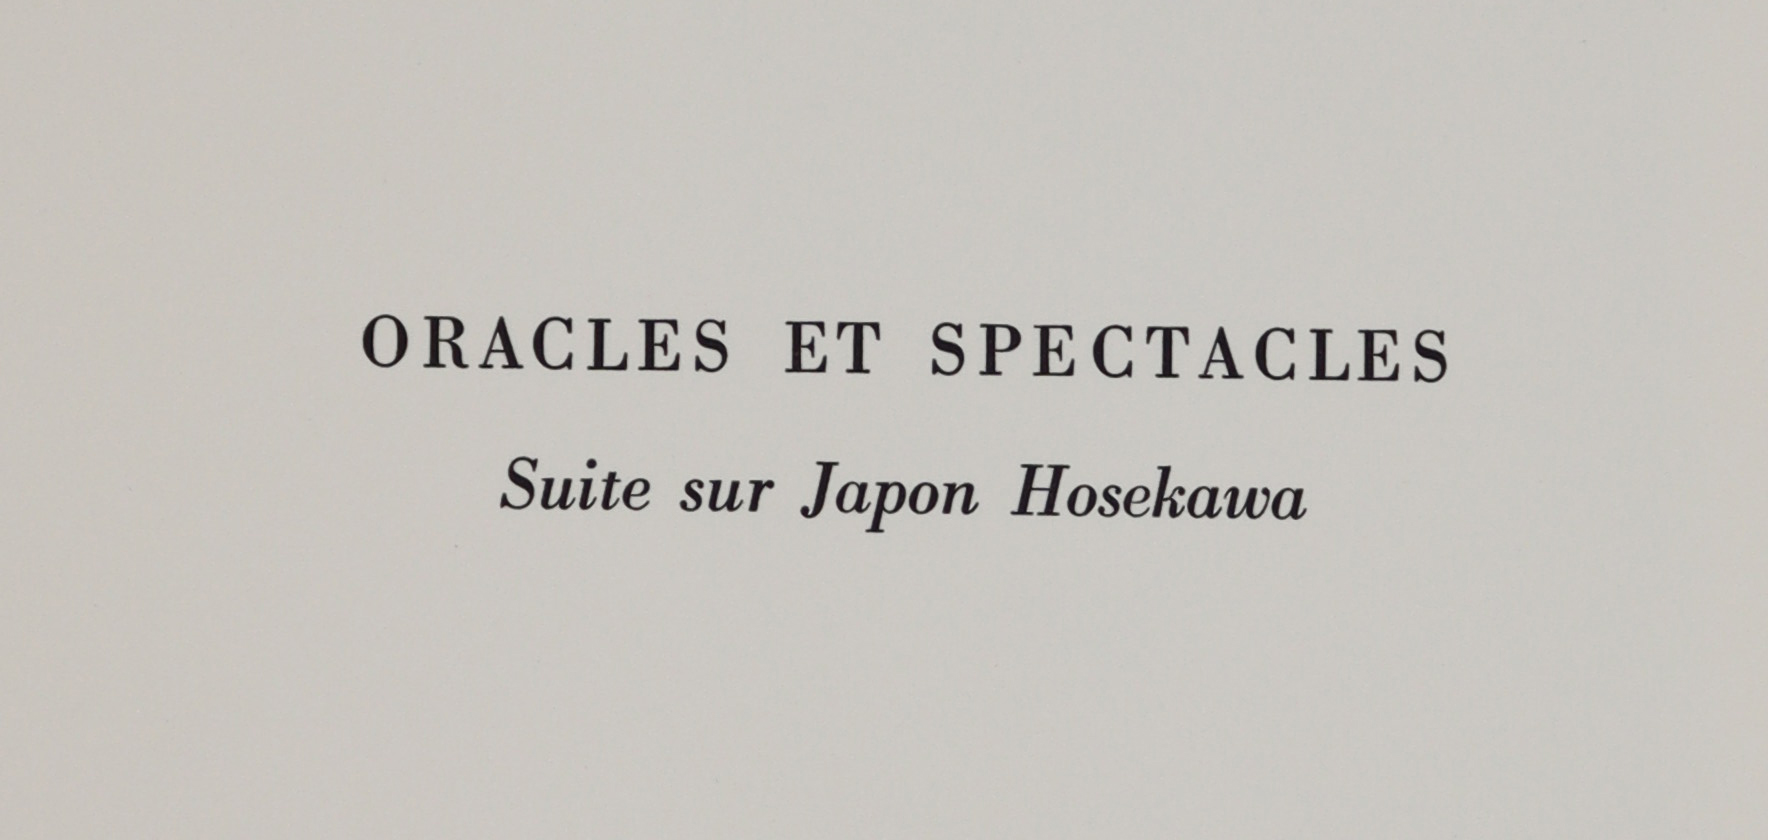 ORACLES ET SPECTACLES
Suite sur Japon Hosekawa